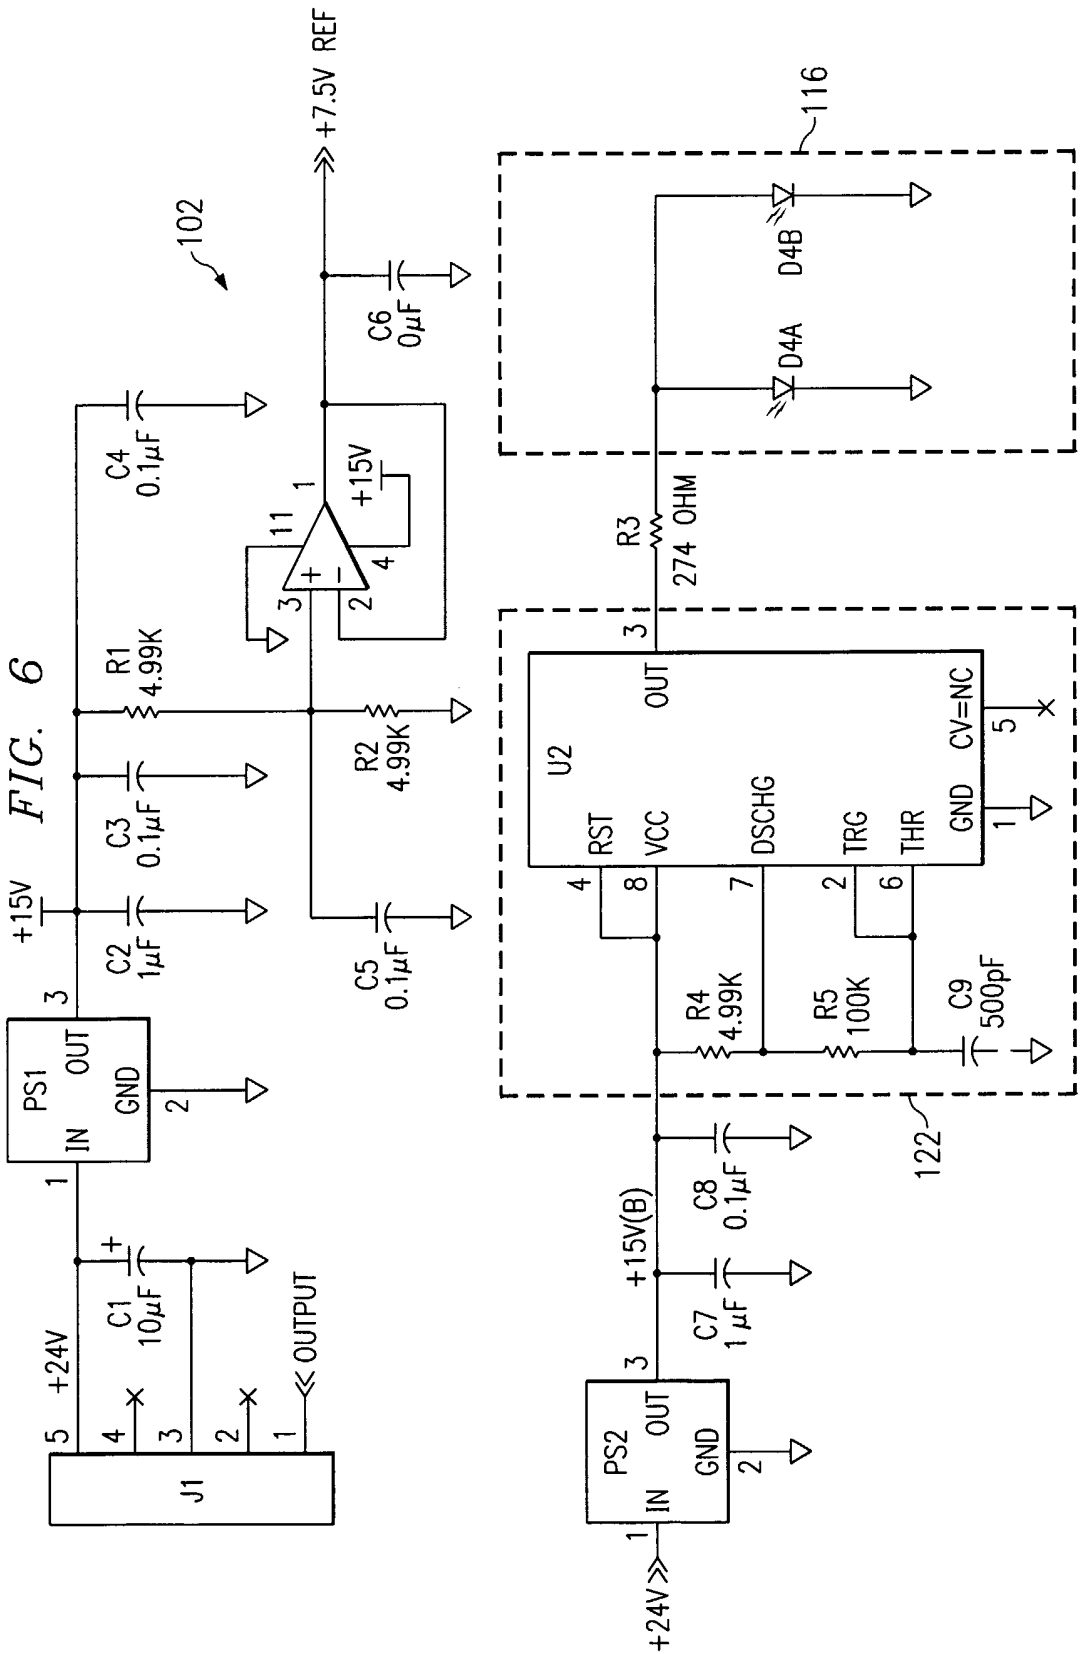 FIG. 6
102
J1
5
4
3
2
1
+24V
OUTPUT
C1
10µF
+
1
PS1
IN
OUT
GND
2
3
+15V
C2
1µF
C3
0.1µF
R1
4.99K
C4
0.1µF
C5
0.1µF
R2
4.99K
3
2
+
−
11
4
1
+15V
C6
0µF
+7.5V REF
+24V
1
PS2
IN
OUT
GND
2
3
+15V(B)
C7
1µF
C8
0.1µF
122
R4
4.99K
R5
100K
C9
500pF
4
8
7
2
6
U2
RST
VCC
DSCHG
TRG
THR
OUT
GND
CV=NC
1
5
3
R3
274 OHM
116
D4A
D4B